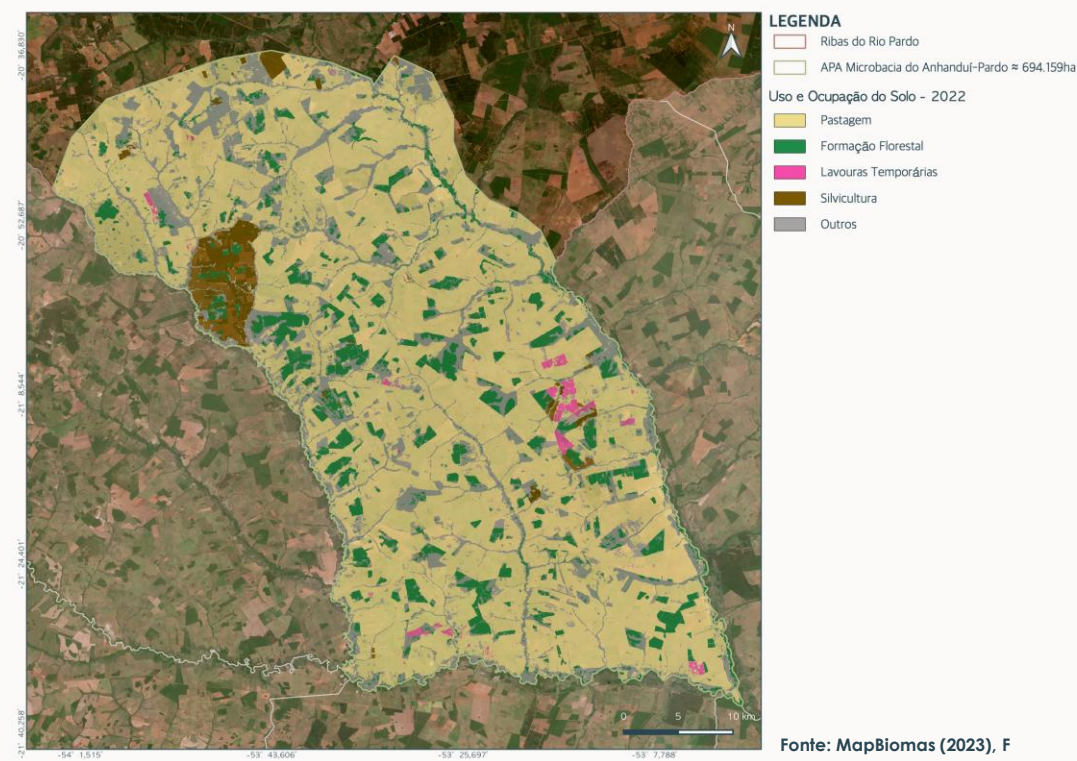 LEGENDA
Ribas do Rio Pardo
APA Microbacia do Anhanduí-Pardo ≈ 694.159ha
Uso e Ocupação do Solo - 2022
Pastagem
Formação Florestal
Lavouras Temporárias
Silvicultura
Outros
N
-20° 36,830'
-20° 52,687'
-21° 8,544'
-21° 24,401'
-21° 40,258'
0 5 10 km
-54° 1,515'
-53° 43,606'
-53° 25,697'
-53° 7,788'
Fonte: MapBiomas (2023), F